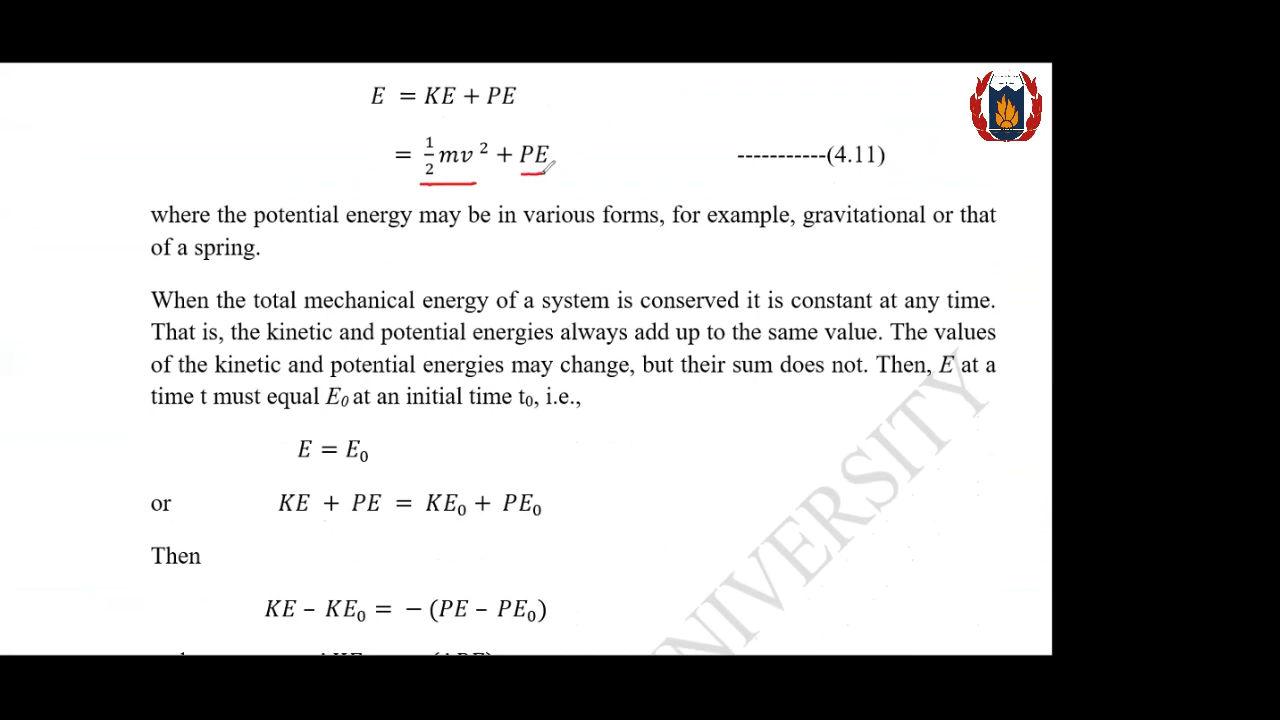 E = KE + PE
= 1/2 mv² + PE -----------(4.11)
where the potential energy may be in various forms, for example, gravitational or that
of a spring.
When the total mechanical energy of a system is conserved it is constant at any time.
That is, the kinetic and potential energies always add up to the same value. The values
of the kinetic and potential energies may change, but their sum does not. Then, E at a
time t must equal E₀ at an initial time t₀, i.e.,
E = E₀
or KE + PE = KE₀ + PE₀
Then
KE – KE₀ = – (PE – PE₀)